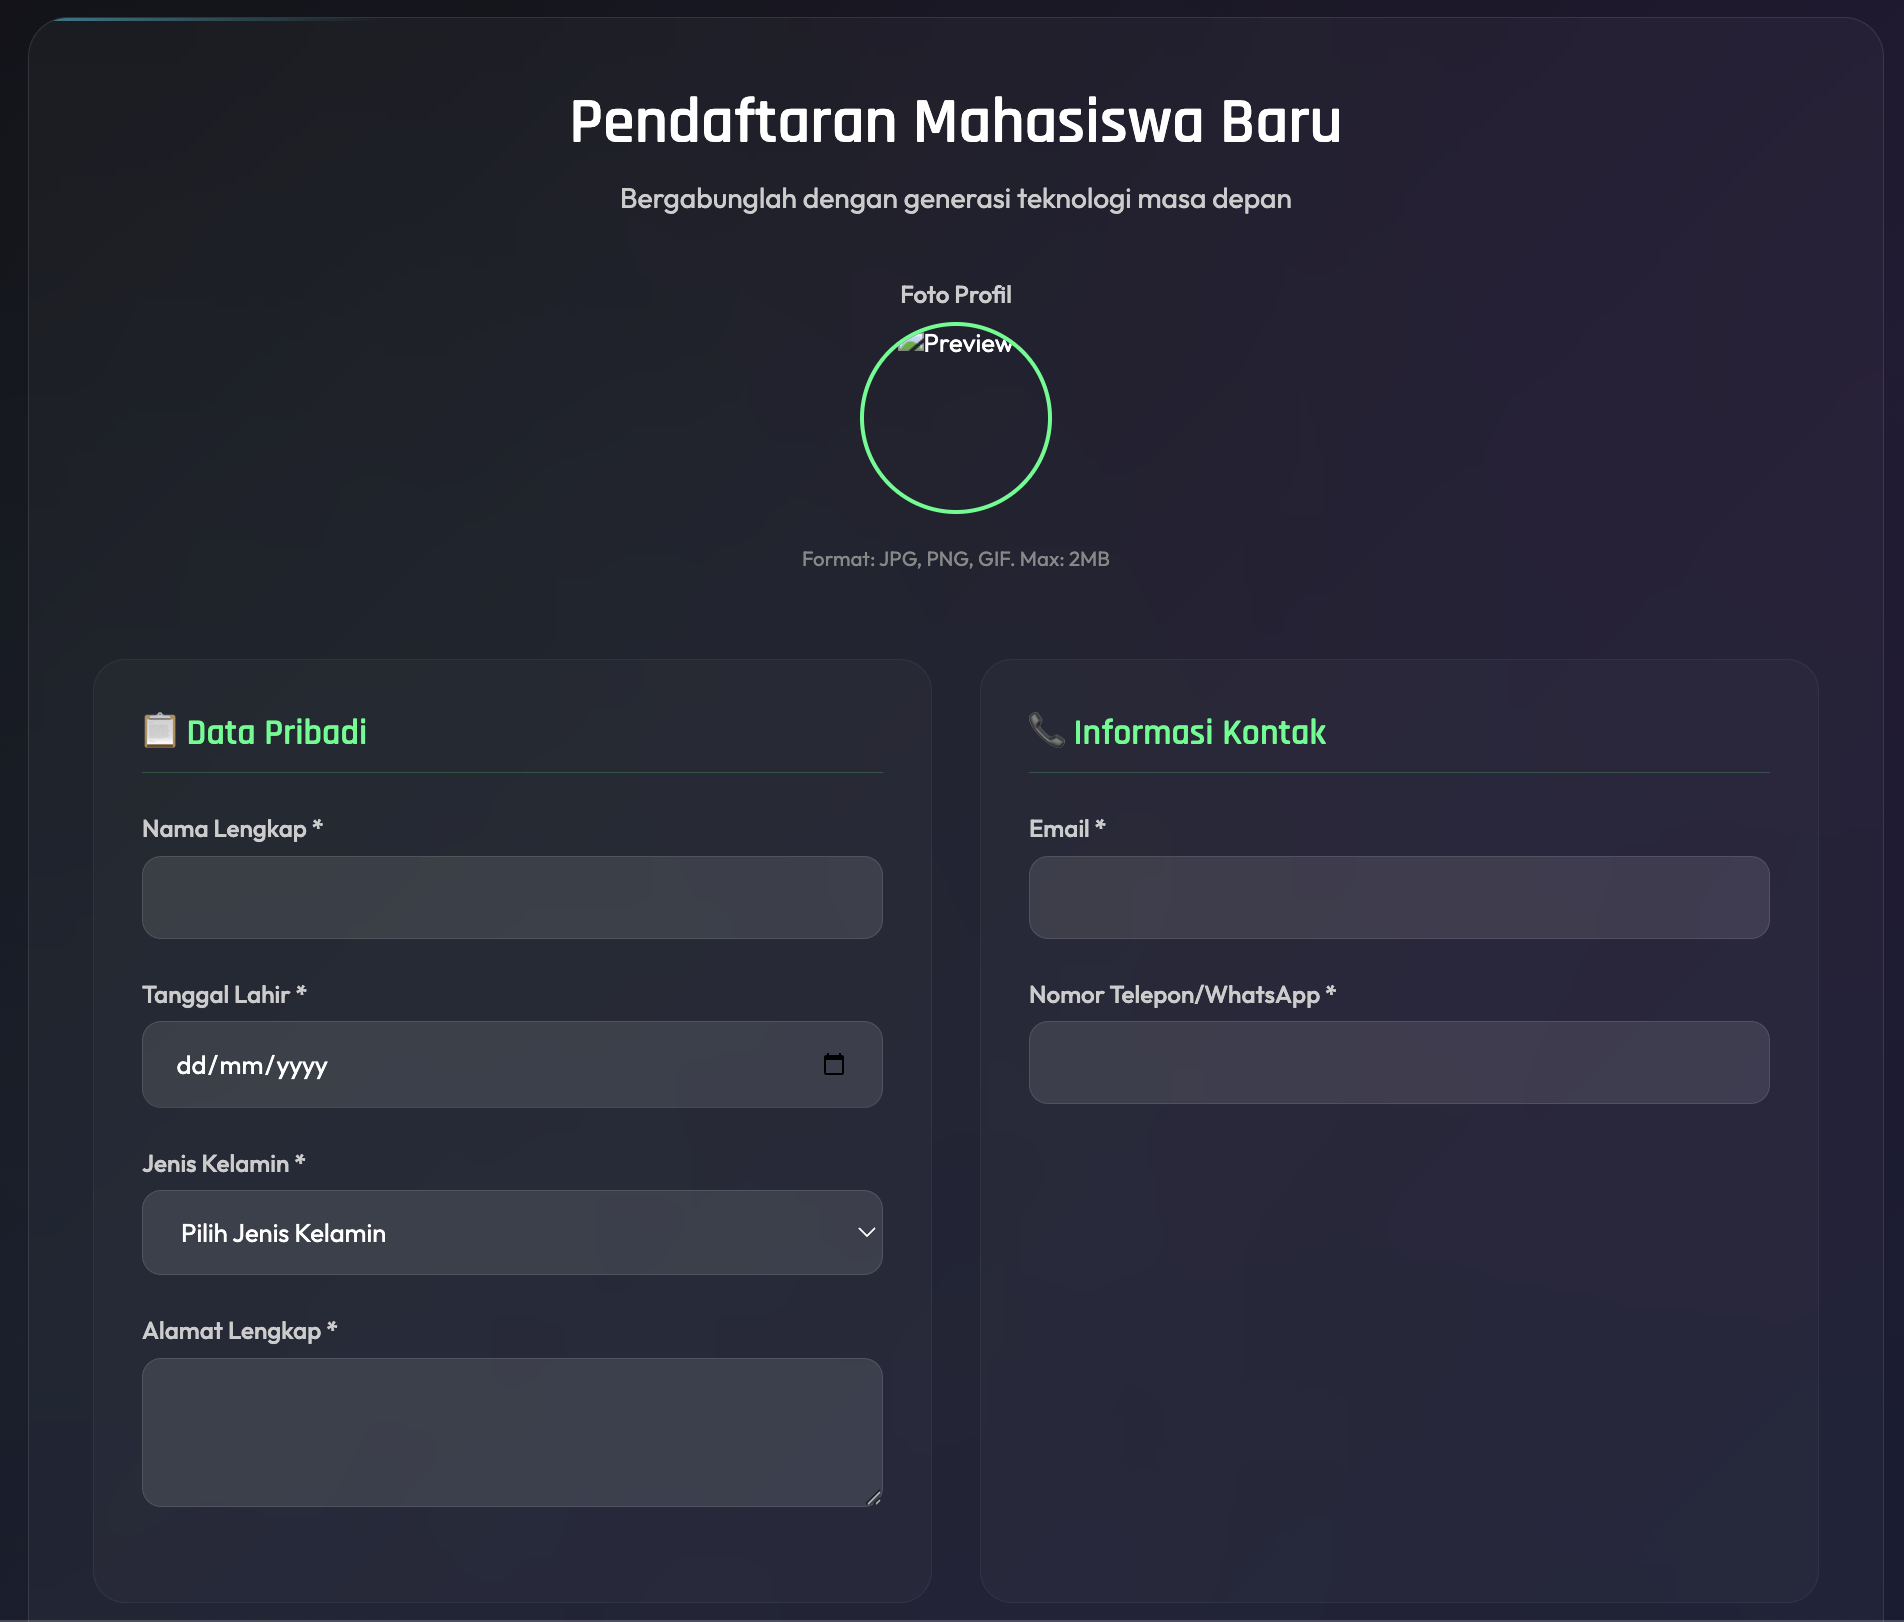 Pendaftaran Mahasiswa Baru
Bergabunglah dengan generasi teknologi masa depan
Foto Profil
Preview
Format: JPG, PNG, GIF. Max: 2MB
📋 Data Pribadi
Nama Lengkap *
Tanggal Lahir *
dd/mm/yyyy
Jenis Kelamin *
Pilih Jenis Kelamin
Alamat Lengkap *
📞 Informasi Kontak
Email *
Nomor Telepon/WhatsApp *